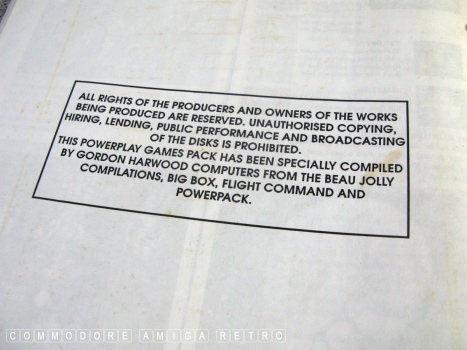 ALL RIGHTS OF THE PRODUCERS AND OWNERS OF THE WORKS
BEING PRODUCED ARE RESERVED. UNAUTHORISED COPYING,
HIRING, LENDING, PUBLIC PERFORMANCE AND BROADCASTING
OF THE DISKS IS PROHIBITED.
THIS POWERPLAY GAMES PACK HAS BEEN SPECIALLY COMPILED
BY GORDON HARWOOD COMPUTERS FROM THE BEAU JOLLY
COMPILATIONS, BIG BOX, FLIGHT COMMAND AND
POWERPACK.
COMMODORE AMIGA RETRO